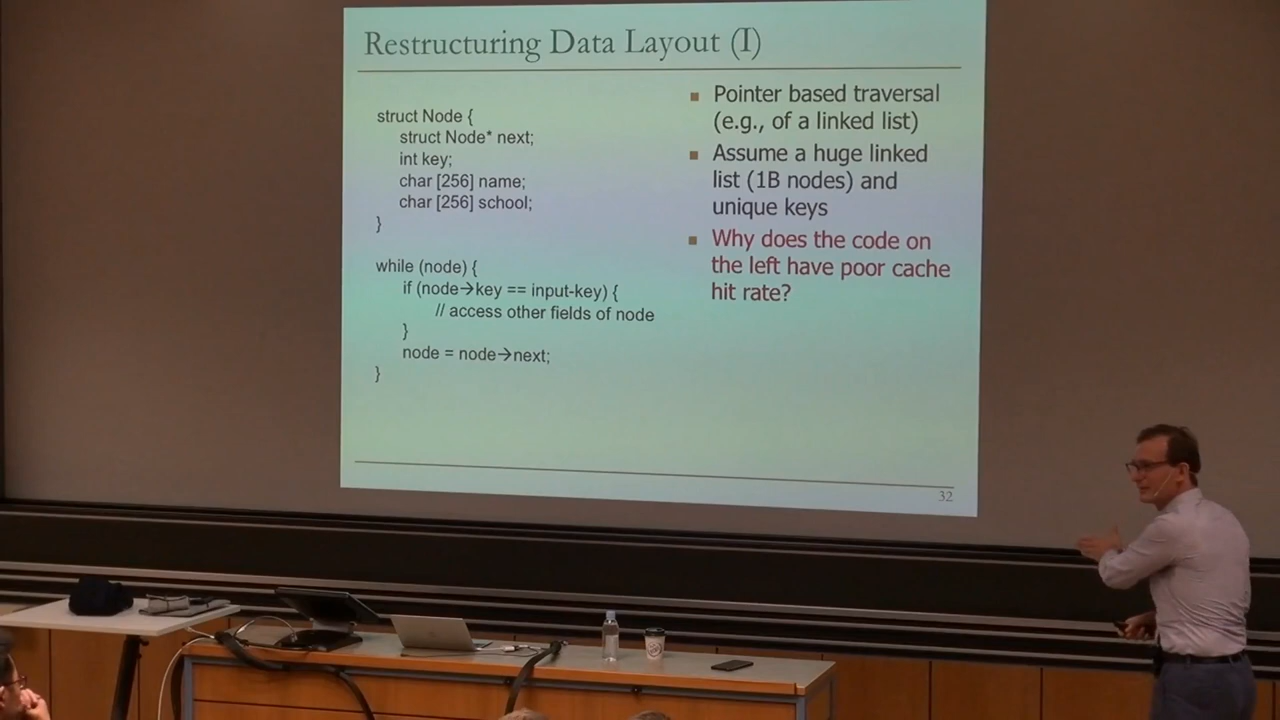 Restructuring Data Layout (I)
struct Node {
struct Node* next;
int key;
char [256] name;
char [256] school;
}
while (node) {
if (node→key == input-key) {
// access other fields of node
}
node = node→next;
}
Pointer based traversal
(e.g., of a linked list)
Assume a huge linked
list (1B nodes) and
unique keys
Why does the code on
the left have poor cache
hit rate?
32